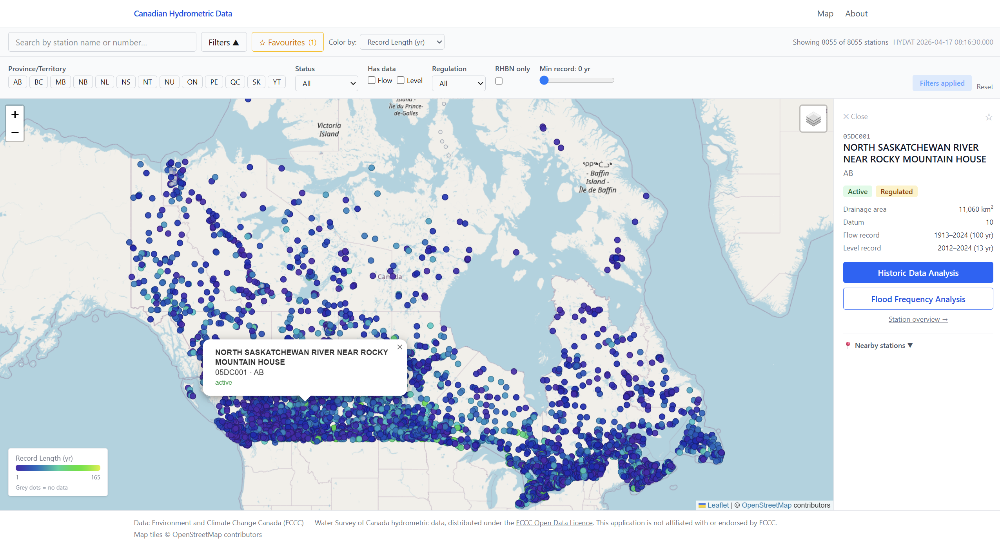 Canadian Hydrometric Data
Map About
Search by station name or number...
Filters ▲
☆ Favourites (1)
Color by: Record Length (yr)
Showing 8055 of 8055 stations HYDAT 2026-04-17 08:16:30.000
Province/Territory
AB BC MB NB NL NS NT NU ON PE QC SK YT
Status
All
Has data
Flow Level
Regulation
All
RHBN only
Min record: 0 yr
Filters applied
Reset
+
−
Island -
Île du Prince-
de-Galles
Victoria
Island
- Baffin
Island -
Île de Baffin
Canada
NORTH SASKATCHEWAN RIVER NEAR ROCKY
MOUNTAIN HOUSE
05DC001 · AB
active
×
Record Length (yr)
1 165
Grey dots = no data
Leaflet | © OpenStreetMap contributors
× Close ☆
05DC001
NORTH SASKATCHEWAN RIVER
NEAR ROCKY MOUNTAIN HOUSE
AB
Active Regulated
Drainage area 11,060 km²
Datum 10
Flow record 1913–2024 (100 yr)
Level record 2012–2024 (13 yr)
Historic Data Analysis
Flood Frequency Analysis
Station overview →
Nearby stations ▼
Data: Environment and Climate Change Canada (ECCC) — Water Survey of Canada hydrometric data, distributed under the ECCC Open Data Licence. This application is not affiliated with or endorsed by ECCC.
Map tiles © OpenStreetMap contributors